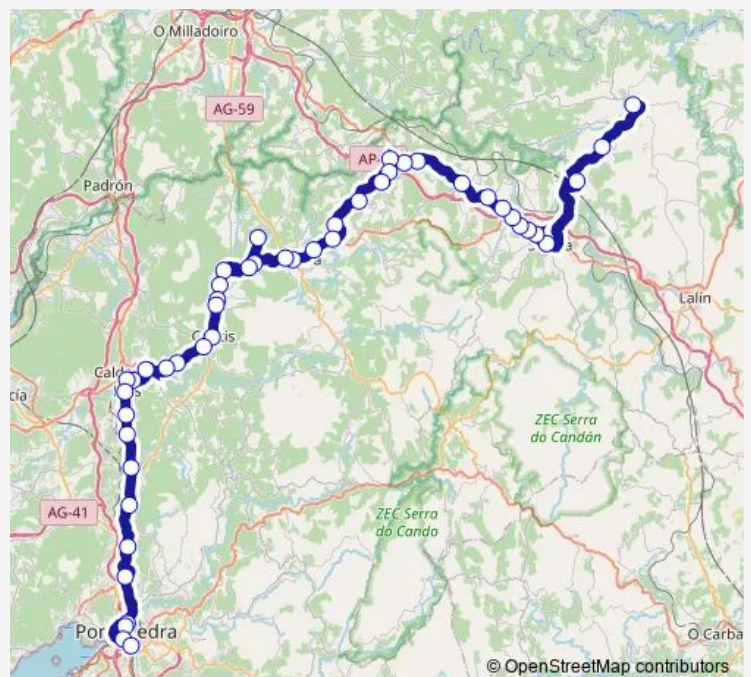 O Milladoiro
AG-59
AP-
Padrón
Lalín
ZEC Serra
do Candán
AG-41
ZEC Serra
do Cando
O Carba
© OpenStreetMap contributors